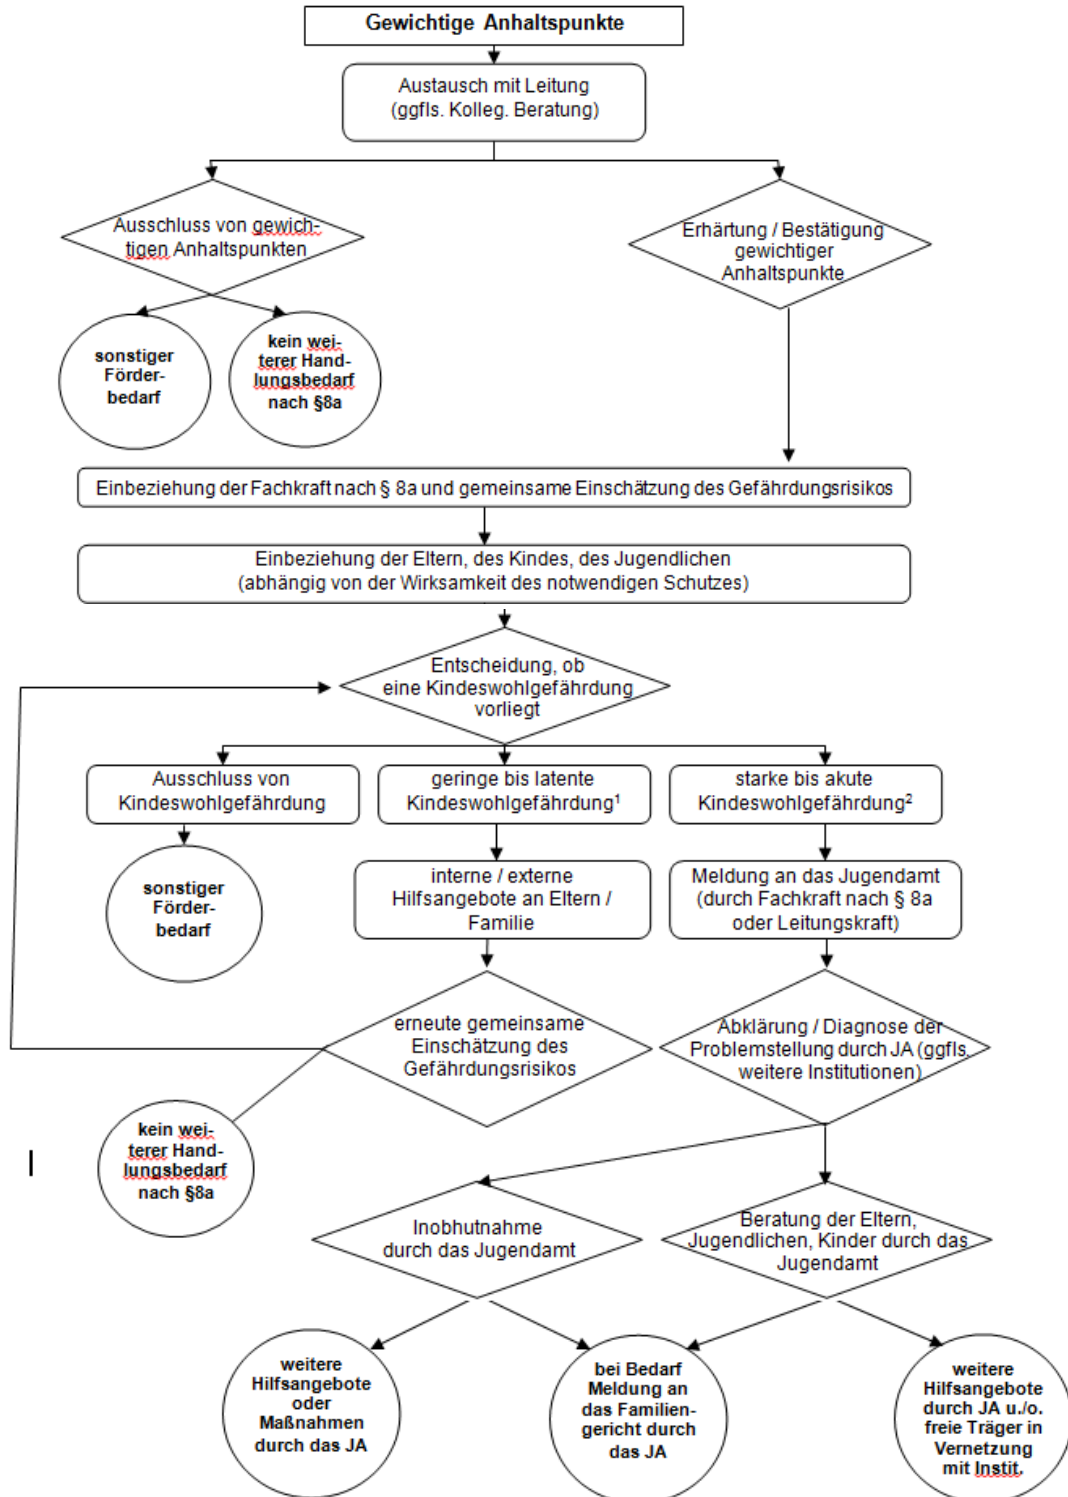 Gewichtige Anhaltspunkte
Austausch mit Leitung
(ggfls. Kolleg. Beratung)
Ausschluss von gewich-
tigen Anhaltspunkten
Erhärtung / Bestätigung
gewichtiger
Anhaltspunkte
sonstiger
Förder-
bedarf
kein wei-
terer Hand-
lungsbedarf
nach §8a
Einbeziehung der Fachkraft nach § 8a und gemeinsame Einschätzung des Gefährdungsrisikos
Einbeziehung der Eltern, des Kindes, des Jugendlichen
(abhängig von der Wirksamkeit des notwendigen Schutzes)
Entscheidung, ob
eine Kindeswohlgefährdung
vorliegt
Ausschluss von
Kindeswohlgefährdung
geringe bis latente
Kindeswohlgefährdung¹
starke bis akute
Kindeswohlgefährdung²
sonstiger
Förder-
bedarf
interne / externe
Hilfsangebote an Eltern /
Familie
Meldung an das Jugendamt
(durch Fachkraft nach § 8a
oder Leitungskraft)
erneute gemeinsame
Einschätzung des
Gefährdungsrisikos
Abklärung / Diagnose der
Problemstellung durch JA (ggfls.
weitere Institutionen)
kein wei-
terer Hand-
lungsbedarf
nach §8a
Inobhutnahme
durch das Jugendamt
Beratung der Eltern,
Jugendlichen, Kinder durch das
Jugendamt
weitere
Hilfsangebote
oder
Maßnahmen
durch das JA
bei Bedarf
Meldung an
das Familien-
gericht durch
das JA
weitere
Hilfsangebote
durch JA u./o.
freie Träger in
Vernetzung
mit Instit.